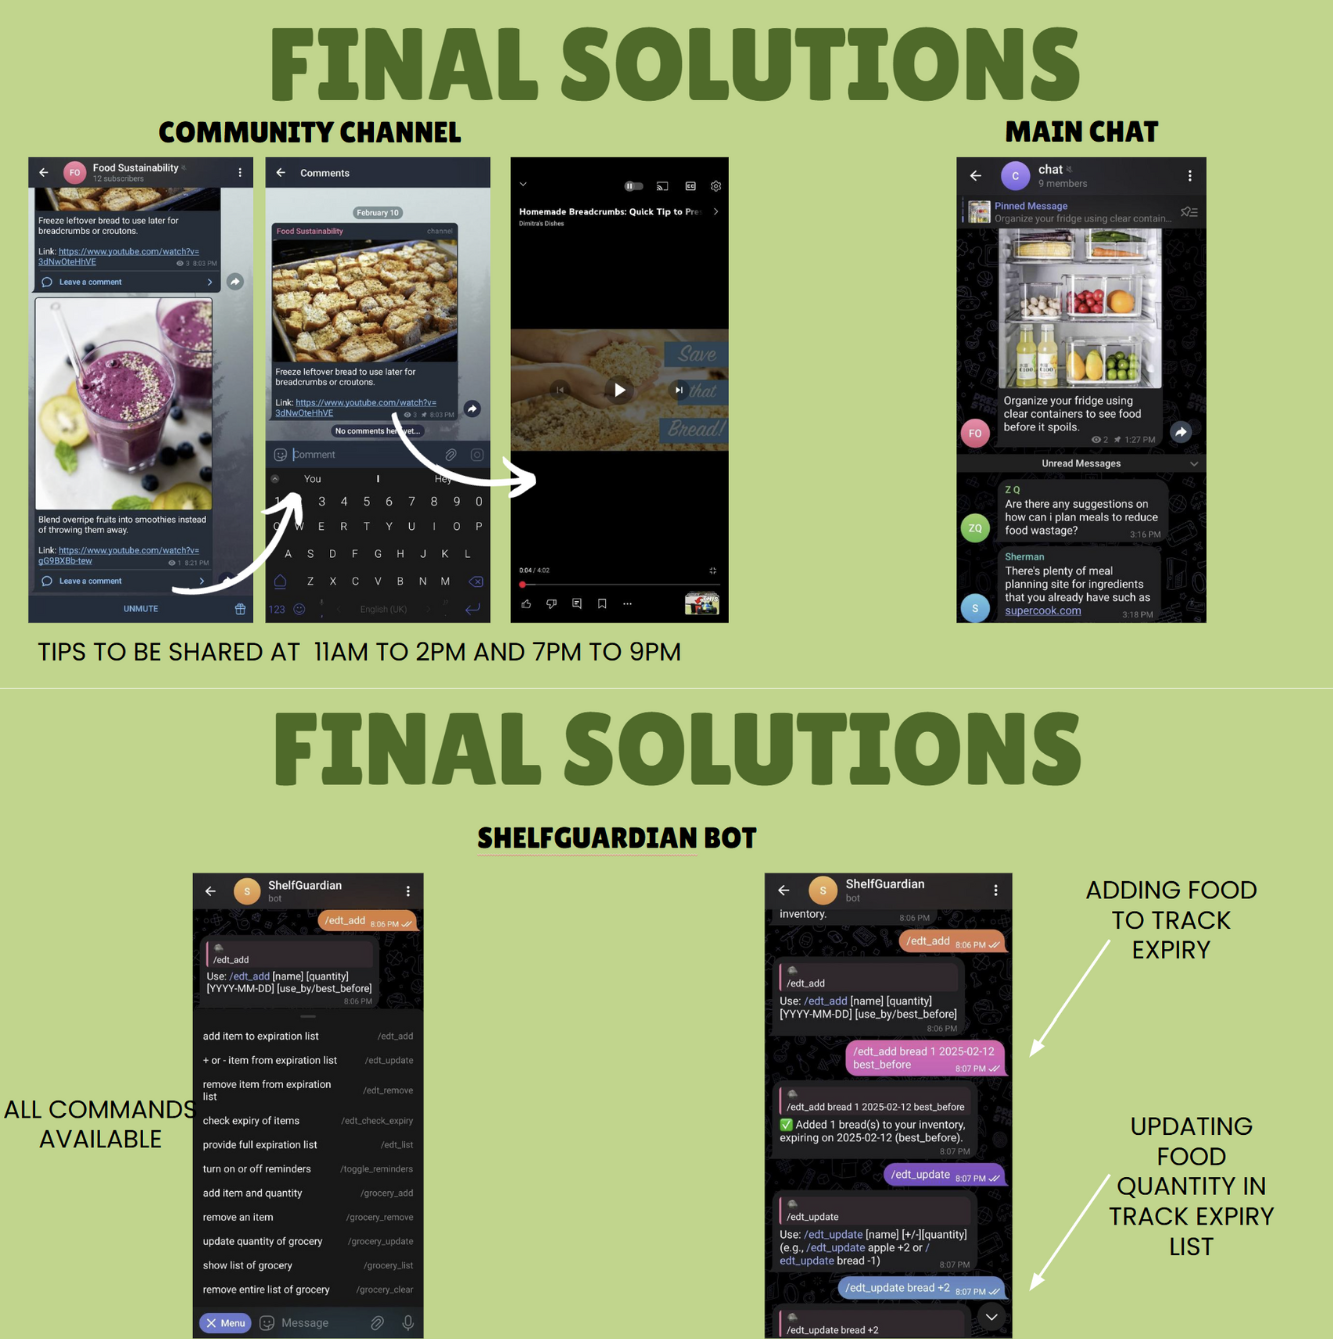 FINAL SOLUTIONS
COMMUNITY CHANNEL
MAIN CHAT
FO
Food Sustainability
12 subscribers
Freeze leftover bread to use later for
breadcrumbs or croutons.
Link: https://www.youtube.com/watch?v=
3dNwOteHhVE
3 8:03 PM
Leave a comment
Blend overripe fruits into smoothies instead
of throwing them away.
Link: https://www.youtube.com/watch?v=
gG9BXBb-tew
1 8:21 PM
Leave a comment
UNMUTE
Comments
February 10
Food Sustainability channel
Freeze leftover bread to use later for
breadcrumbs or croutons.
Link: https://www.youtube.com/watch?v=
3dNwOteHhVE
3 8:03 PM
No comments here yet...
Comment
You I Hey
1 3 4 5 6 7 8 9 0
Q W E R T Y U I O P
A S D F G H J K L
Z X C V B N M
123 English (UK)
Homemade Breadcrumbs: Quick Tip to Pre
Dimitra's Dishes
Save
that
Bread!
0:04 / 4:02
C
chat
9 members
Pinned Message
Organize your fridge using clear contain...
Organize your fridge using
clear containers to see food
before it spoils.
FO
2 1:27 PM
Unread Messages
Z Q
Are there any suggestions on
how can i plan meals to reduce
food wastage?
ZQ
3:16 PM
Sherman
There's plenty of meal
planning site for ingredients
that you already have such as
supercook.com
S
3:18 PM
TIPS TO BE SHARED AT 11AM TO 2PM AND 7PM TO 9PM
FINAL SOLUTIONS
SHELFGUARDIAN BOT
ALL COMMANDS
AVAILABLE
S
ShelfGuardian
bot
/edt_add 8:06 PM
/edt_add
Use: /edt_add [name] [quantity]
[YYYY-MM-DD] [use_by/best_before]
8:06 PM
add item to expiration list /edt_add
+ or - item from expiration list /edt_update
remove item from expiration
list /edt_remove
check expiry of items /edt_check_expiry
provide full expiration list /edt_list
turn on or off reminders /toggle_reminders
add item and quantity /grocery_add
remove an item /grocery_remove
update quantity of grocery /grocery_update
show list of grocery /grocery_list
remove entire list of grocery /grocery_clear
Menu Message
S
ShelfGuardian
bot
inventory. 8:06 PM
/edt_add 8:06 PM
/edt_add
Use: /edt_add [name] [quantity]
[YYYY-MM-DD] [use_by/best_before]
8:06 PM
/edt_add bread 1 2025-02-12
best_before 8:07 PM
/edt_add bread 1 2025-02-12 best_before
Added 1 bread(s) to your inventory,
expiring on 2025-02-12 (best_before).
8:07 PM
/edt_update 8:07 PM
/edt_update
Use: /edt_update [name] [+/-][quantity]
(e.g., /edt_update apple +2 or /
edt_update bread -1)
8:07 PM
/edt_update bread +2 8:07 PM
/edt_update bread +2
ADDING FOOD
TO TRACK
EXPIRY
UPDATING
FOOD
QUANTITY IN
TRACK EXPIRY
LIST